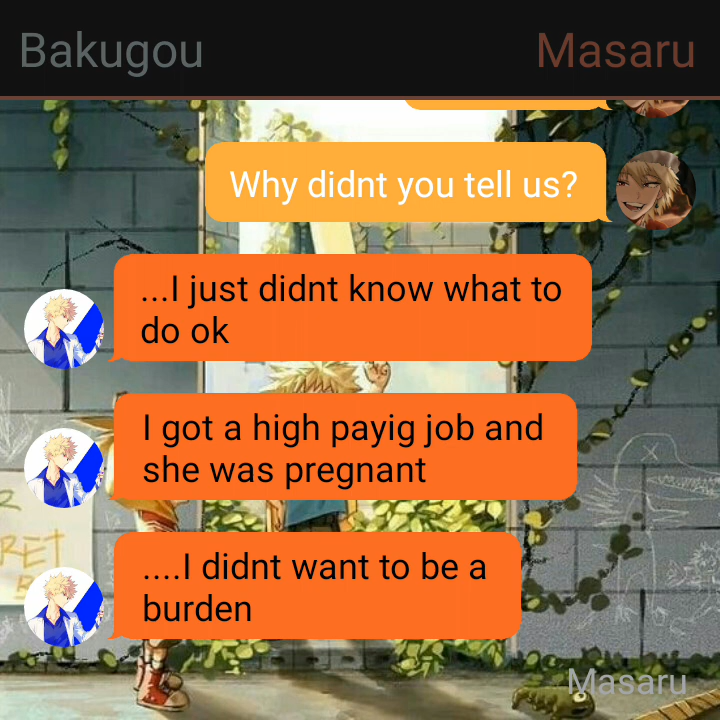 Bakugou Masaru
Why didnt you tell us?
...I just didnt know what to
do ok
I got a high payig job and
she was pregnant
....I didnt want to be a
burden
RET
Masaru